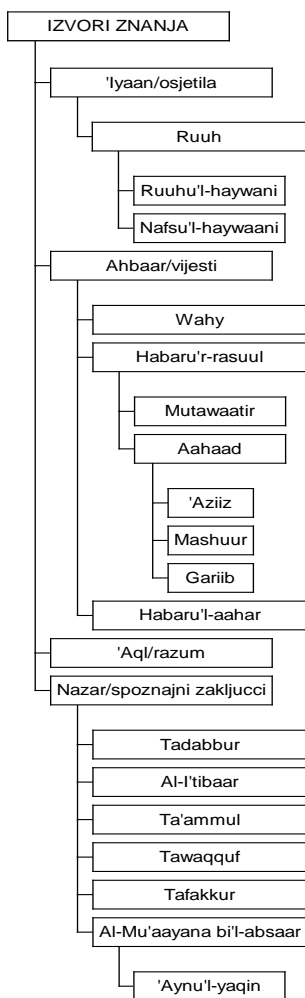 IZVORI ZNANJA
'Iyaan/osjetila
Ruuh
Ruuhu'l-haywani
Nafsu'l-haywaani
Ahbaar/vijesti
Wahy
Habaru'r-rasuul
Mutawaatir
Aahaad
'Aziiz
Mashuur
Gariib
Habaru'l-aahar
'Aql/razum
Nazar/spoznajni zakljucci
Tadabbur
Al-I'tibaar
Ta'ammul
Tawaqquf
Tafakkur
Al-Mu'aayana bi'l-absaar
'Aynu'l-yaqin